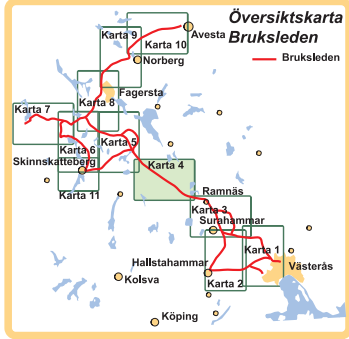 Översiktskarta
Bruksleden
Bruksleden
Karta 9
Karta 10
Avesta
Norberg
Fagersta
Karta 8
Karta 7
Karta 5
Karta 6
Skinnskatteberg
Karta 4
Karta 11
Ramnäs
Karta 3
Surahammar
Karta 1
Hallstahammar
Västerås
Kolsva
Karta 2
Köping